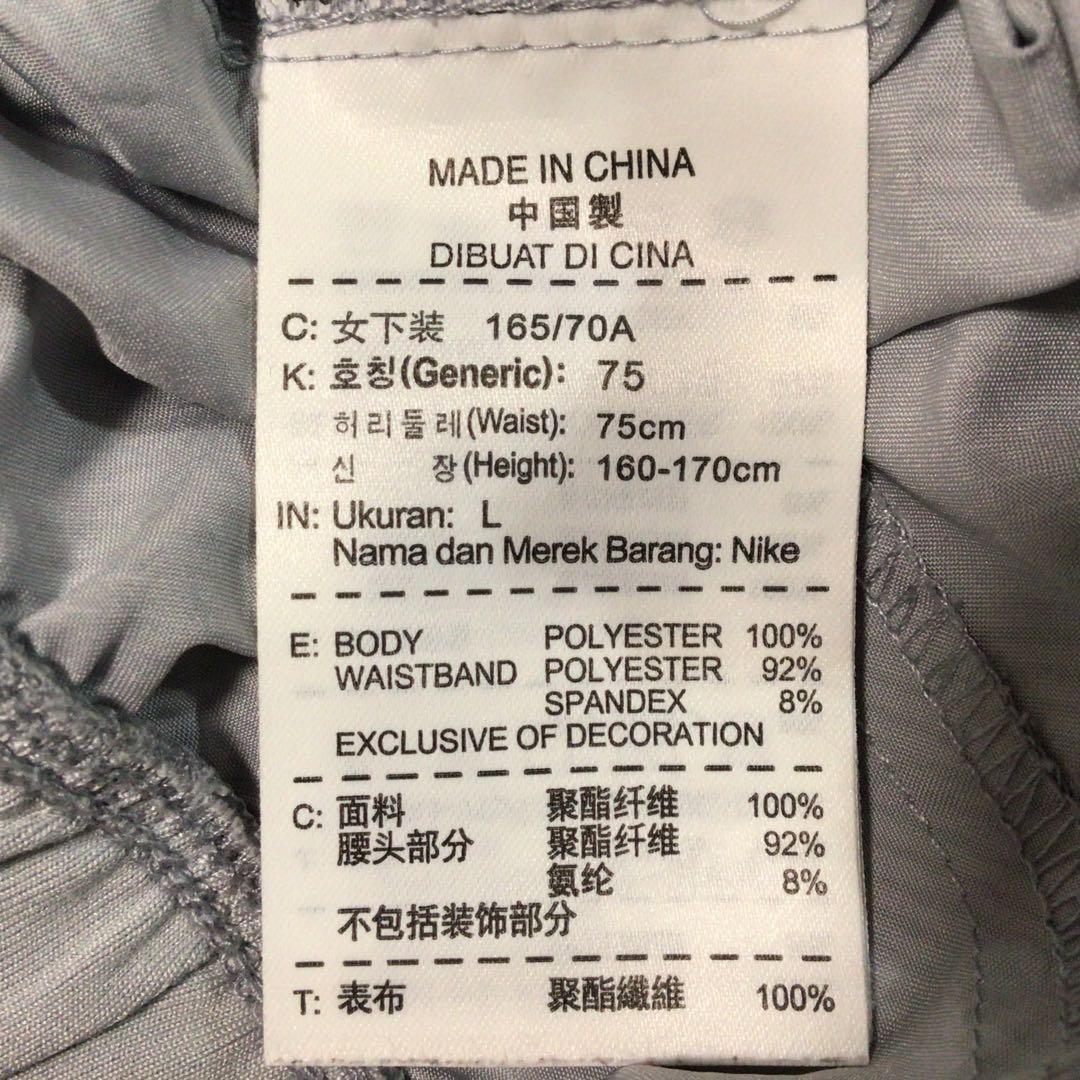 MADE IN CHINA
中国製
DIBUAT DI CINA
C: 女下装 165/70A
K: 호칭(Generic): 75
허리둘레(Waist): 75cm
신 장(Height): 160-170cm
IN: Ukuran: L
Nama dan Merek Barang: Nike
E: BODY POLYESTER 100%
WAISTBAND POLYESTER 92%
SPANDEX 8%
EXCLUSIVE OF DECORATION
C: 面料 聚酯纤维 100%
腰头部分 聚酯纤维 92%
氨纶 8%
不包括装饰部分
T: 表布 聚酯纖維 100%